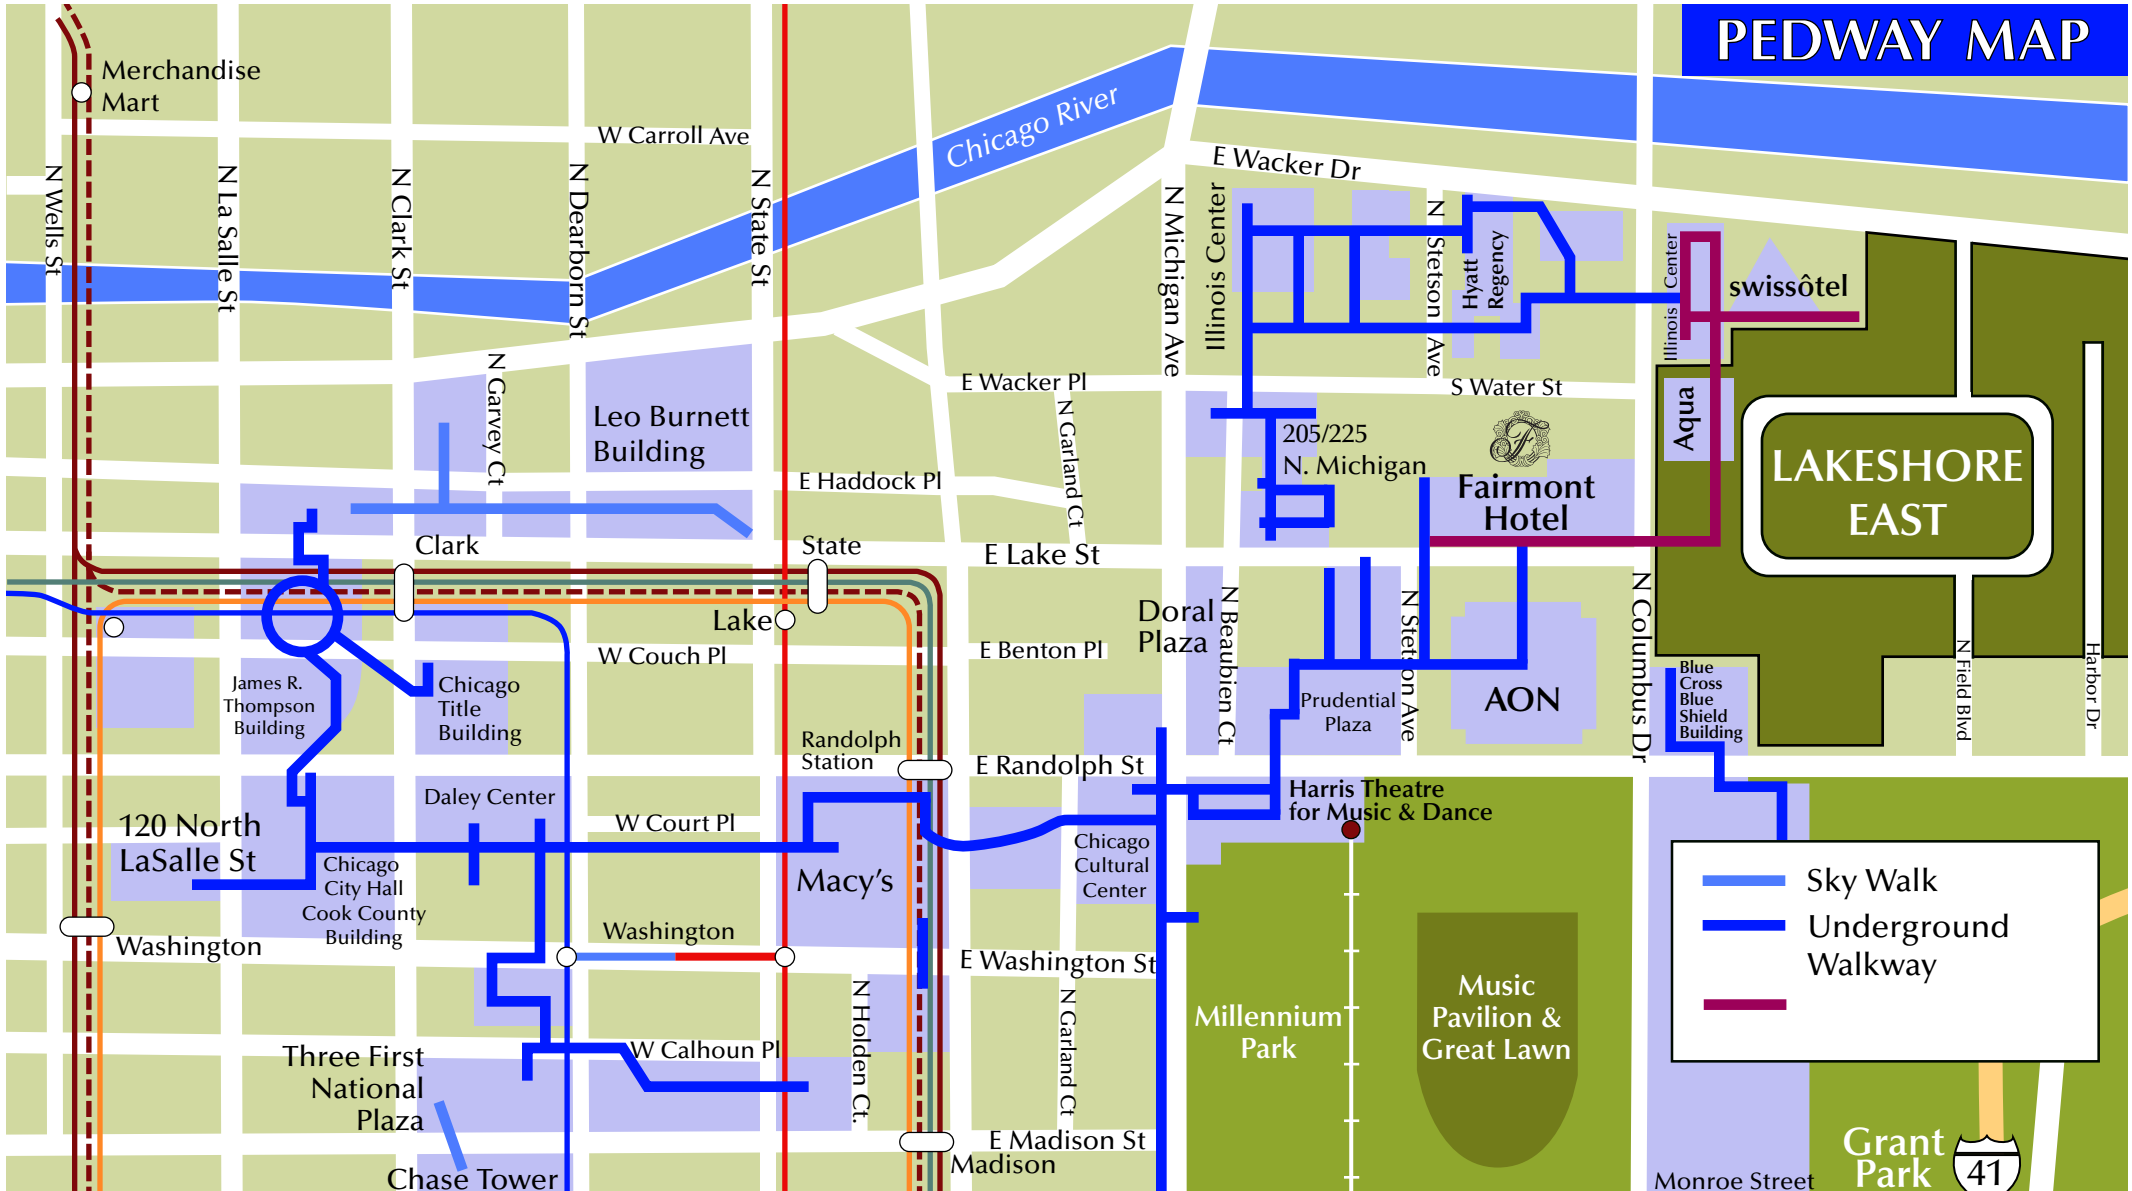 PEDWAY MAP
Merchandise
Mart
W Carroll Ave
Chicago River
E Wacker Dr
N Wells St
N La Salle St
N Clark St
N Dearborn St
N State St
N Michigan Ave
Illinois Center
N Stetson Ave
Hyatt
Regency
Illinois Center
swissôtel
N Garvey Ct
Leo Burnett
Building
E Wacker Pl
N Garland Ct
S Water St
205/225
N. Michigan
F
Fairmont
Hotel
Aqua
LAKESHORE
EAST
E Haddock Pl
Clark
State
E Lake St
Lake
W Couch Pl
E Benton Pl
Doral
Plaza
N Beaubien Ct
N Stetson Ave
N Columbus Dr
N Field Blvd
Harbor Dr
James R.
Thompson
Building
Chicago
Title
Building
Prudential
Plaza
AON
Blue
Cross
Blue
Shield
Building
Randolph
Station
E Randolph St
Harris Theatre
for Music & Dance
Daley Center
W Court Pl
120 North
LaSalle St
Chicago
City Hall
Cook County
Building
Macy's
Chicago
Cultural
Center
Sky Walk
Underground
Walkway
Washington
Washington
E Washington St
N Holden Ct.
N Garland Ct
Millennium
Park
Music
Pavilion &
Great Lawn
Three First
National
Plaza
W Calhoun Pl
E Madison St
Madison
Chase Tower
Monroe Street
Grant
Park
41